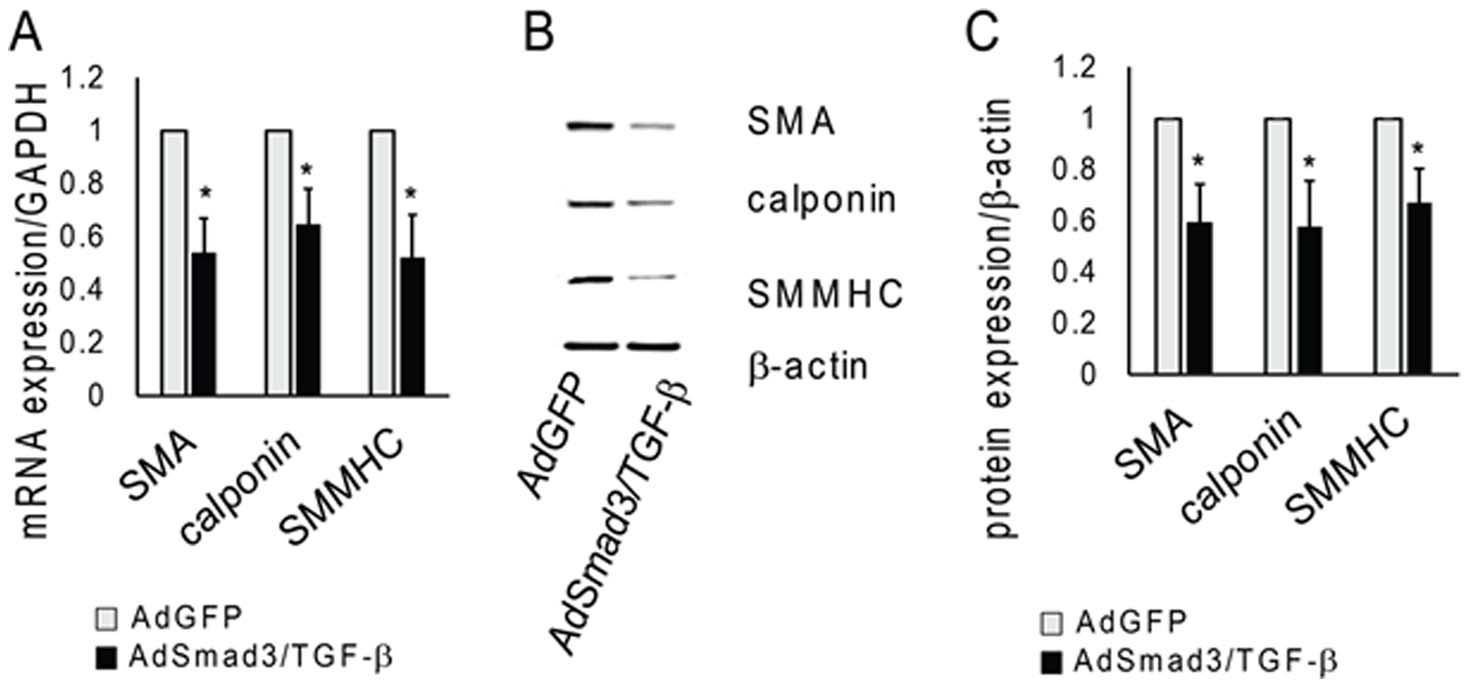 A
mRNA expression/GAPDH
1.2
1
0.8
0.6
0.4
0.2
0
* * *
SMA
calponin
SMMHC
AdGFP
AdSmad3/TGF-β
B
SMA
calponin
SMMHC
β-actin
AdGFP
AdSmad3/TGF-β
C
protein expression/β-actin
1.2
1
0.8
0.6
0.4
0.2
0
* * *
SMA
calponin
SMMHC
AdGFP
AdSmad3/TGF-β